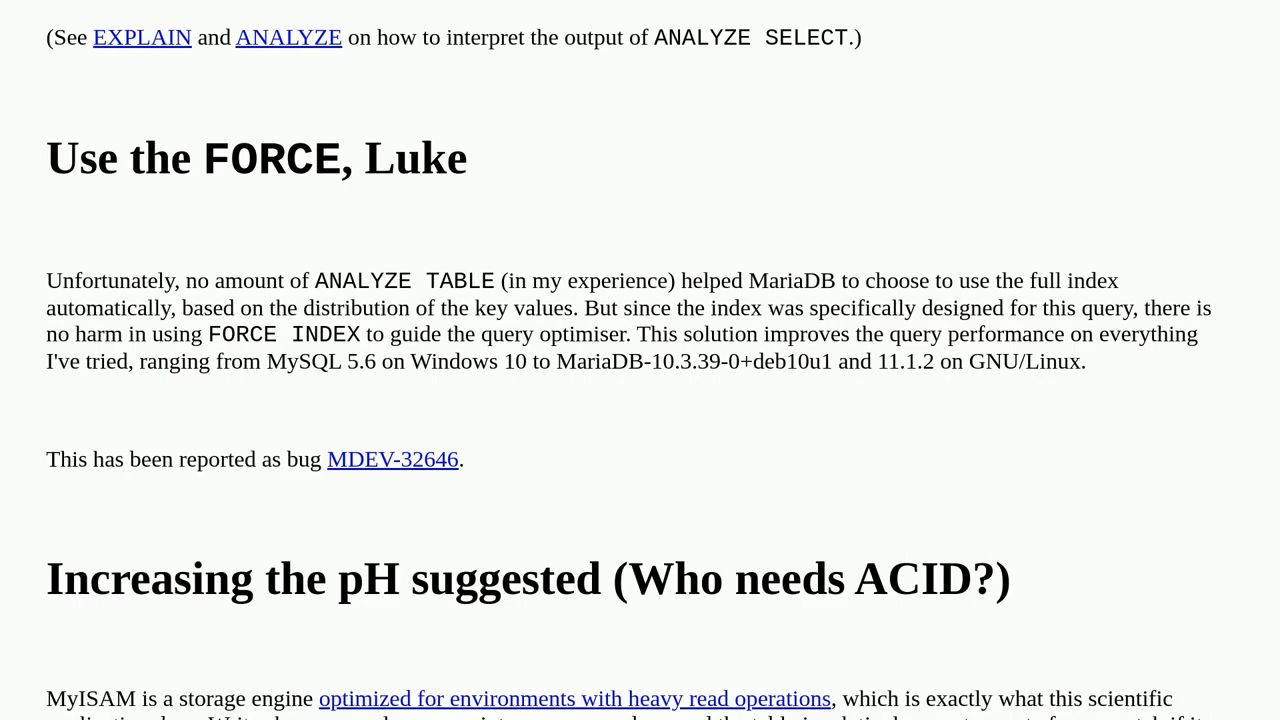 (See EXPLAIN and ANALYZE on how to interpret the output of ANALYZE SELECT.)
Use the FORCE, Luke
Unfortunately, no amount of ANALYZE TABLE (in my experience) helped MariaDB to choose to use the full index
automatically, based on the distribution of the key values. But since the index was specifically designed for this query, there is
no harm in using FORCE INDEX to guide the query optimiser. This solution improves the query performance on everything
I've tried, ranging from MySQL 5.6 on Windows 10 to MariaDB-10.3.39-0+deb10u1 and 11.1.2 on GNU/Linux.
This has been reported as bug MDEV-32646.
Increasing the pH suggested (Who needs ACID?)
MyISAM is a storage engine optimized for environments with heavy read operations, which is exactly what this scientific